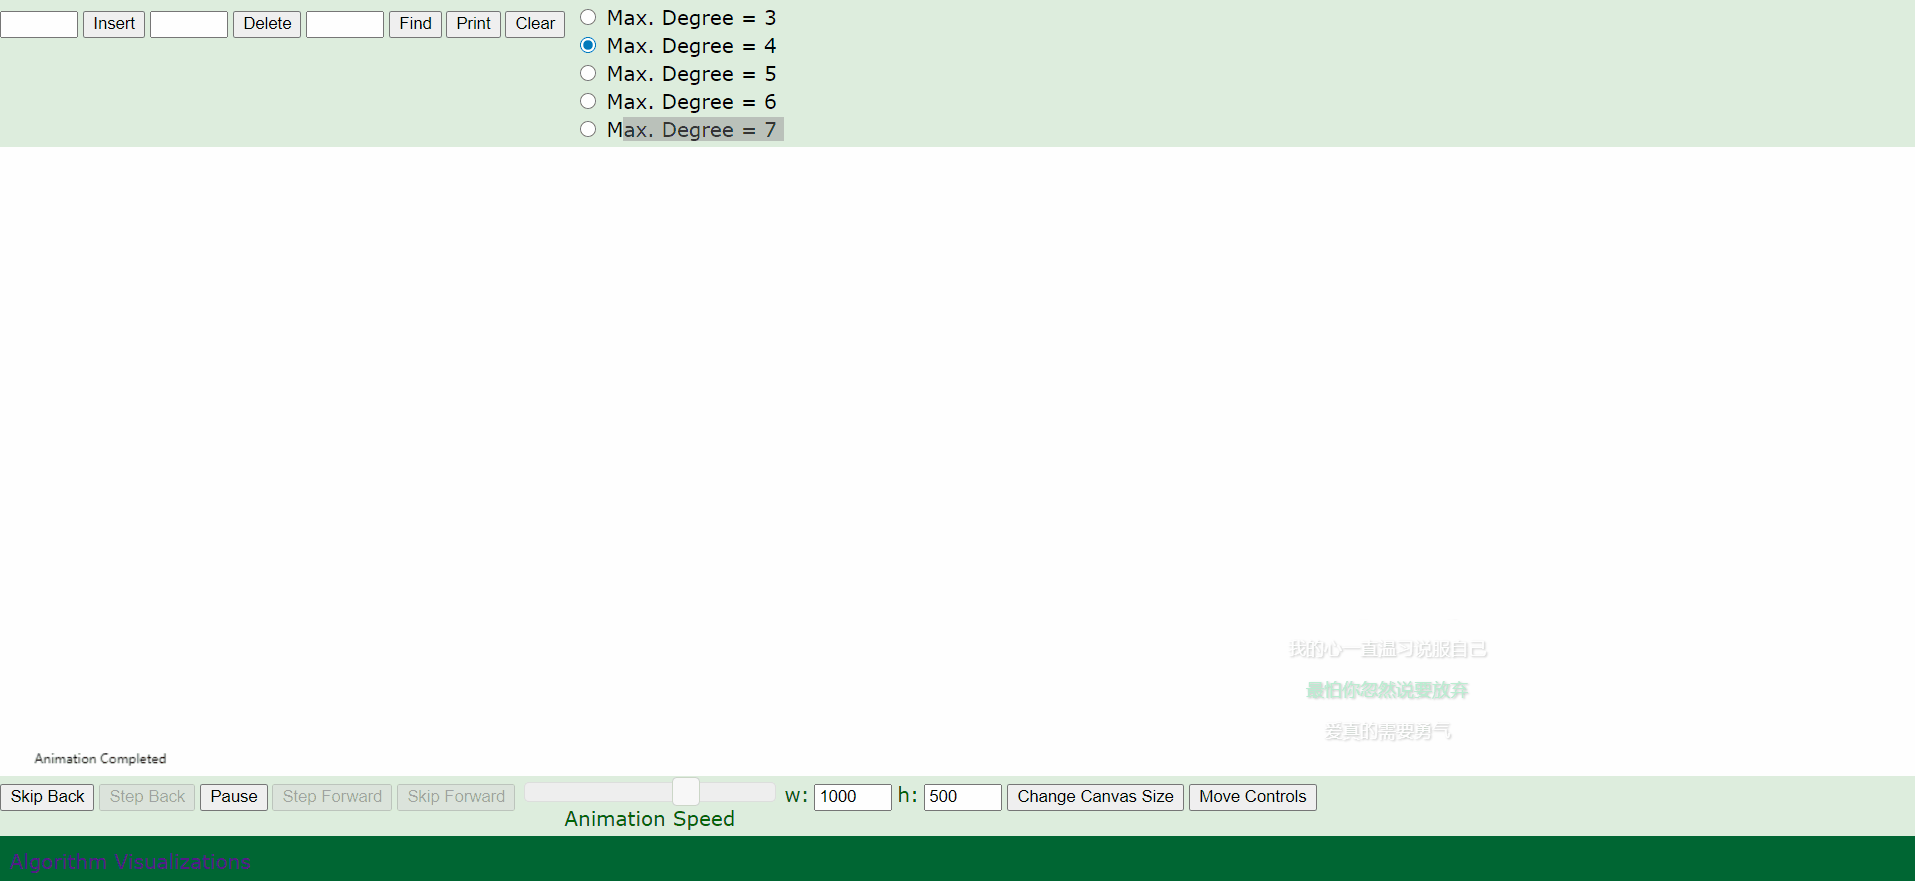 Insert Delete Find Print Clear
Max. Degree = 3
Max. Degree = 4
Max. Degree = 5
Max. Degree = 6
Max. Degree = 7
我的心一直温习说服自己
最怕你忽然说要放弃
爱真的需要勇气
Animation Completed
Skip Back Step Back Pause Step Forward Skip Forward w: 1000 h: 500 Change Canvas Size Move Controls
Animation Speed
Algorithm Visualizations